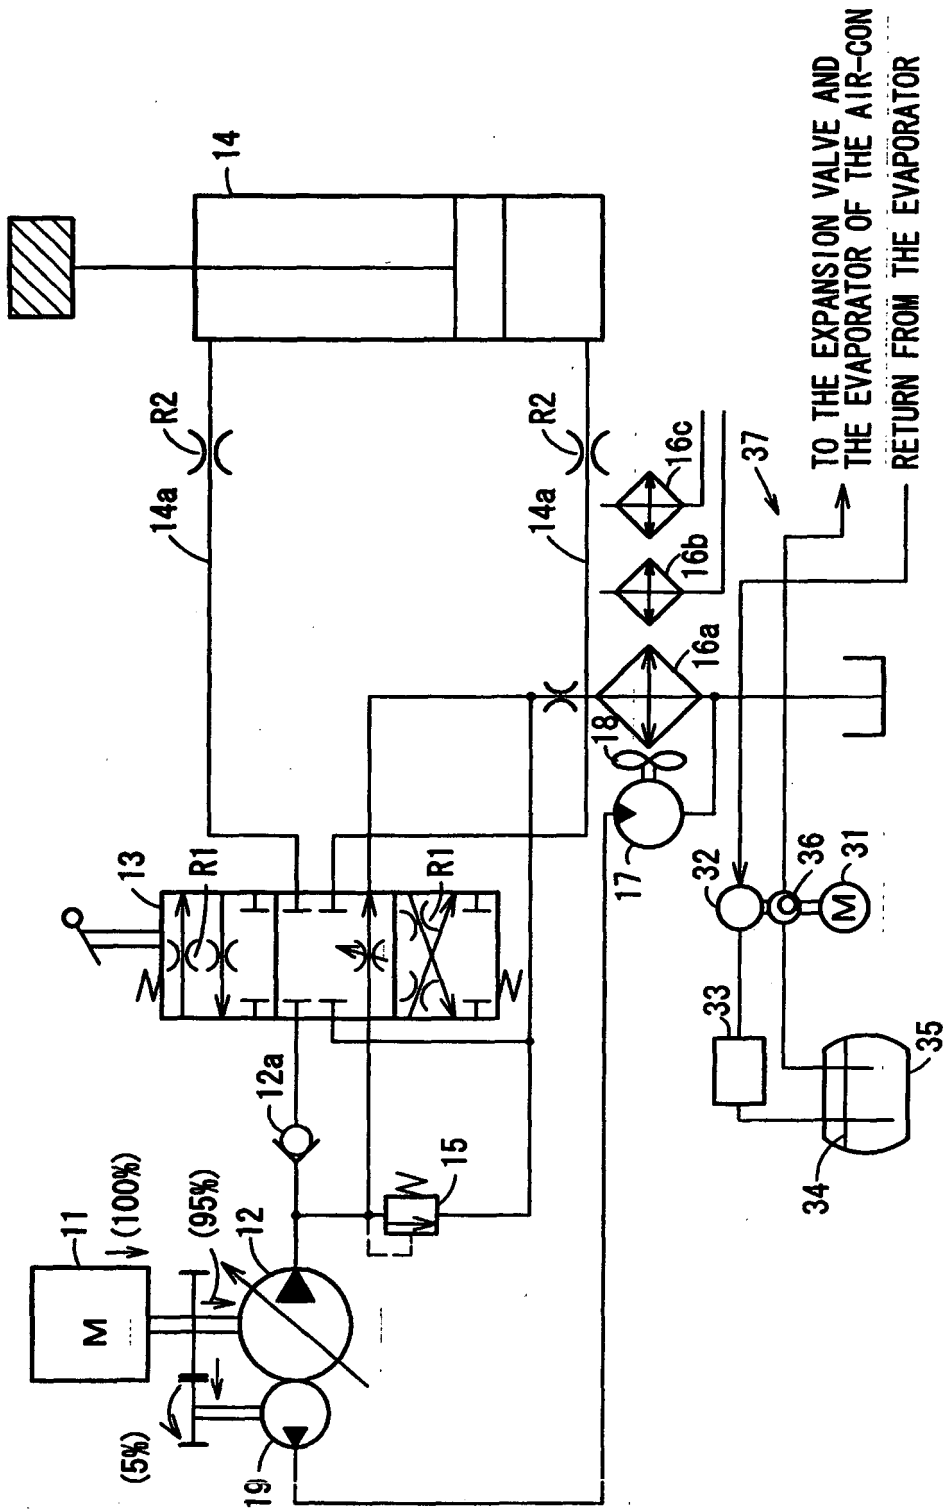 11
M
(100%)
(95%)
12
(5%)
19
12a
13
R1
R1
15
14
14a
R2
14a
R2
16a
16b
16c
17
18
31
M
32
33
34
35
36
37
TO THE EXPANSION VALVE AND
THE EVAPORATOR OF THE AIR-CON
RETURN FROM THE EVAPORATOR